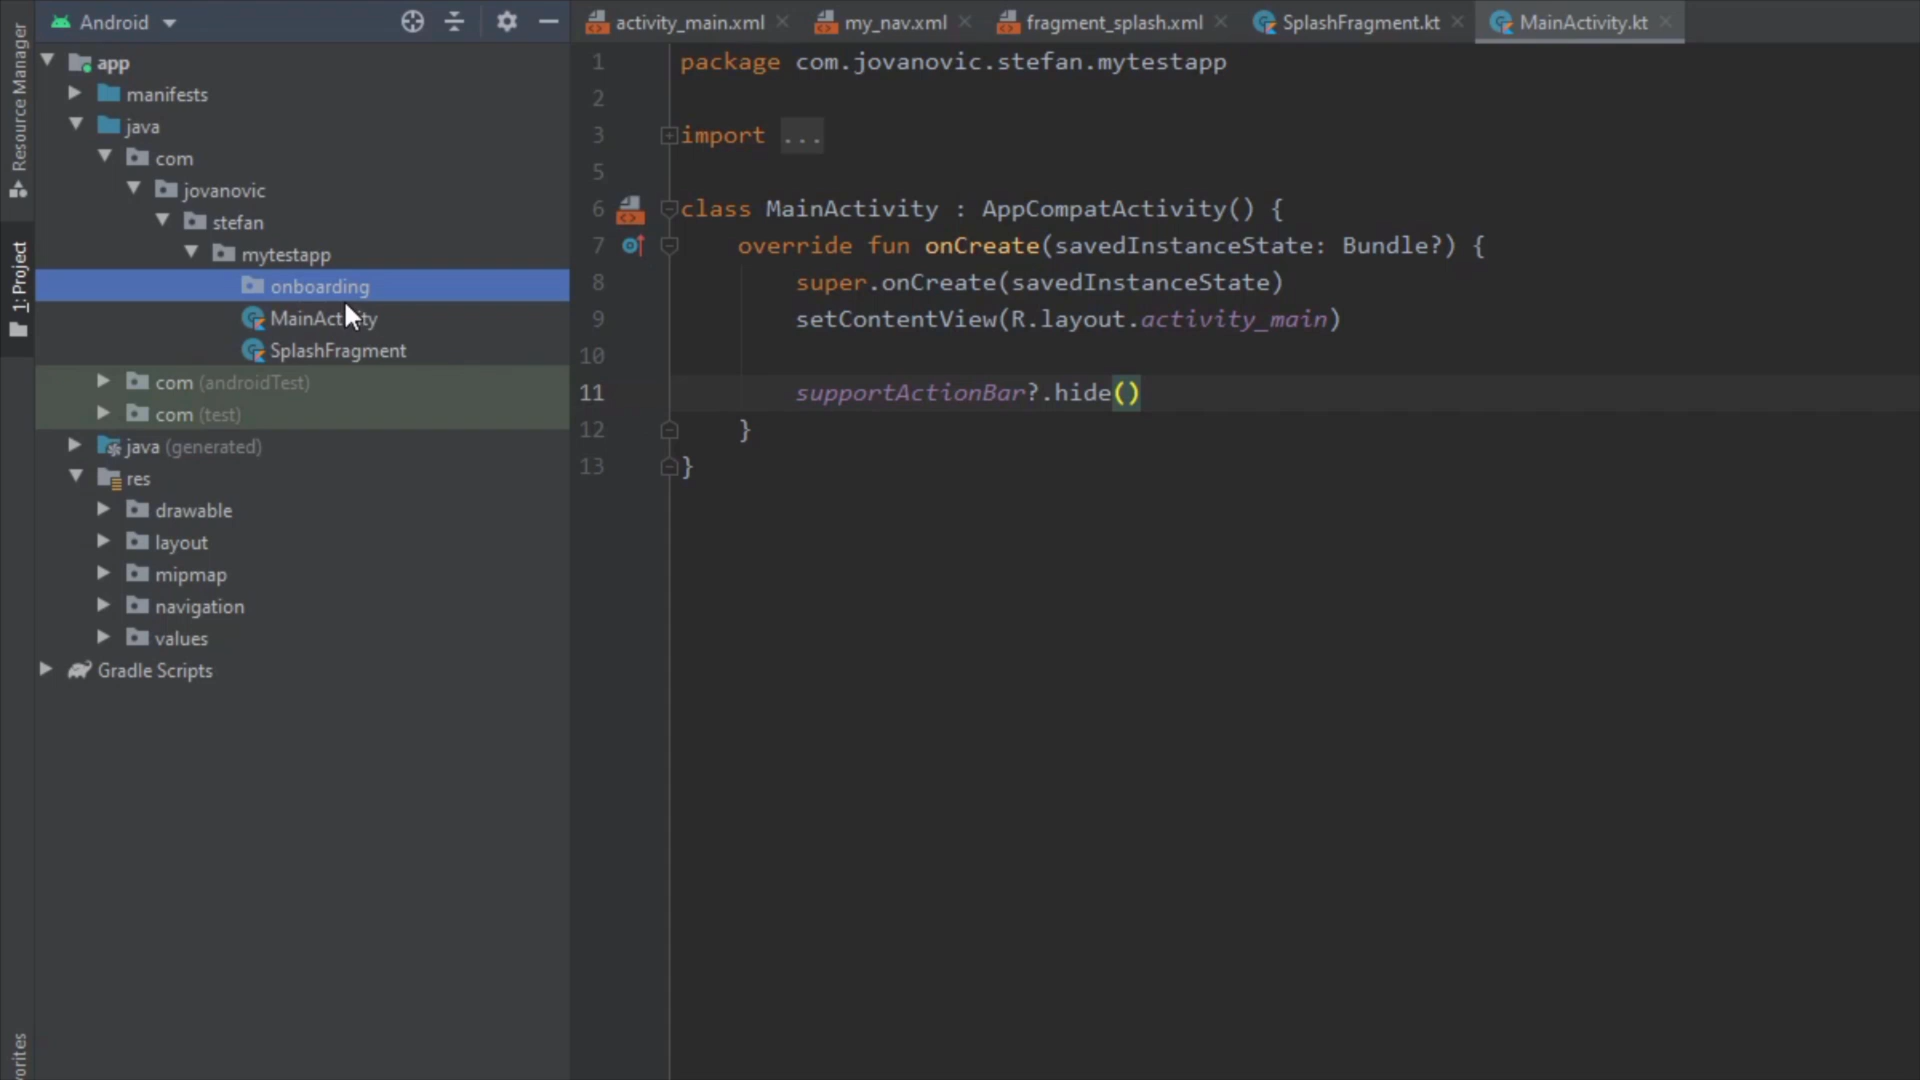 Resource Manager
1: Project
orites
Android
app
manifests
java
com
jovanovic
stefan
mytestapp
onboarding
MainActivity
SplashFragment
com (androidTest)
com (test)
java (generated)
res
drawable
layout
mipmap
navigation
values
Gradle Scripts
activity_main.xml
my_nav.xml
fragment_splash.xml
SplashFragment.kt
MainActivity.kt
1 package com.jovanovic.stefan.mytestapp
2
3 import ...
5
6 class MainActivity : AppCompatActivity() {
7 override fun onCreate(savedInstanceState: Bundle?) {
8 super.onCreate(savedInstanceState)
9 setContentView(R.layout.activity_main)
10
11 supportActionBar?.hide()
12 }
13 }